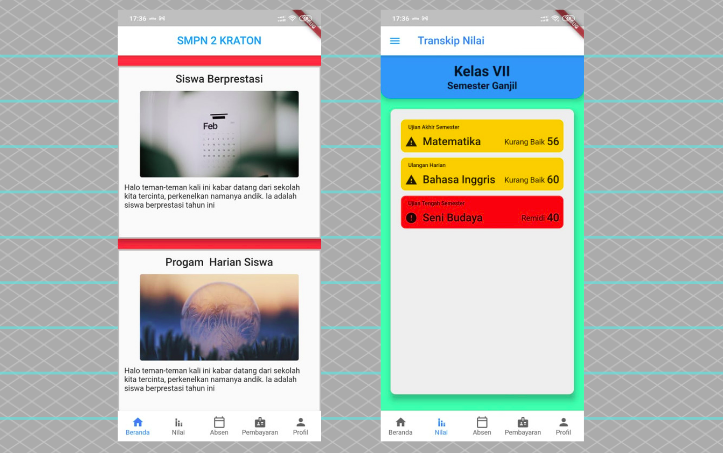 17:36
SMPN 2 KRATON
Siswa Berprestasi
Feb
Halo teman-teman kali ini kabar datang dari sekolah
kita tercinta, perkenelkan namanya andik. Ia adalah
siswa berprestasi tahun ini
Progam Harian Siswa
Halo teman-teman kali ini kabar datang dari sekolah
kita tercinta, perkenelkan namanya andik. Ia adalah
siswa berprestasi tahun ini
Beranda Nilai Absen Pembayaran Profil
17:36
Transkip Nilai
Kelas VII
Semester Ganjil
Ujian Akhir Semester
Matematika Kurang Baik 56
Ulangan Harian
Bahasa Inggris Kurang Baik 60
Ujian Tengah Semester
Seni Budaya Remidi 40
Beranda Nilai Absen Pembayaran Profil